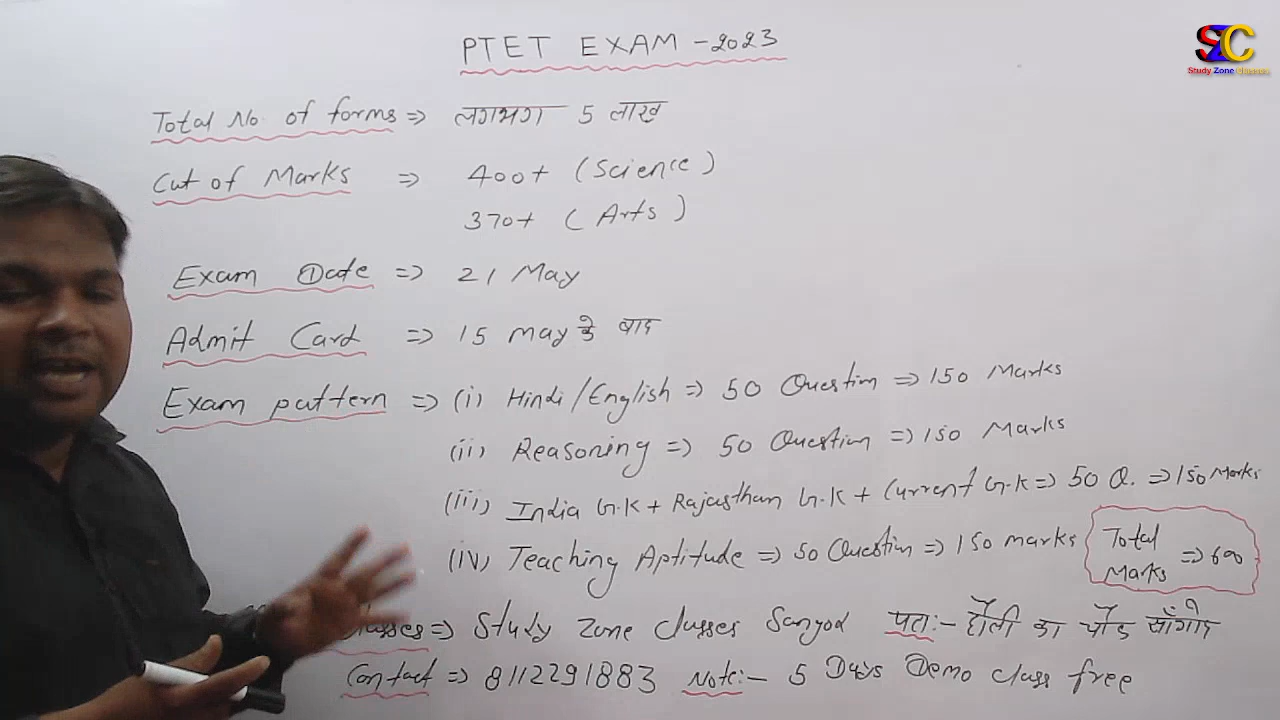 PTET EXAM - 2023
SZC
Study Zone Classes
Total No. of forms ⇒ लगभग 5 लाख
Cut of Marks ⇒ 400+ (Science)
370+ (Arts)
Exam Date ⇒ 21 May
Admit Card ⇒ 15 may के बाद
Exam pattern ⇒ (i) Hindi/English ⇒ 50 Question ⇒ 150 Marks
(ii) Reasoning ⇒ 50 Question ⇒ 150 Marks
(iii) India G.K + Rajasthan G.K + Current G.K ⇒ 50 Q. ⇒ 150 Marks
(iv) Teaching Aptitude ⇒ 50 Question ⇒ 150 marks
Total Marks ⇒ 600
Classes ⇒ Study Zone Classes Sangod पता:- होली का चौक साँगोद
Contact ⇒ 8112291883 Note:- 5 Days Demo class free